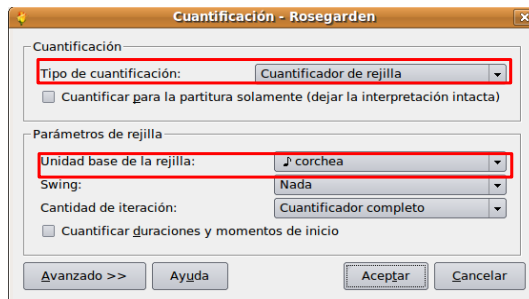 Cuantificación - Rosegarden
Cuantificación
Tipo de cuantificación: Cuantificador de rejilla
Cuantificar para la partitura solamente (dejar la interpretación intacta)
Parámetros de rejilla
Unidad base de la rejilla: ♪ corchea
Swing: Nada
Cantidad de iteración: Cuantificador completo
Cuantificar duraciones y momentos de inicio
Avanzado >> Ayuda Aceptar Cancelar